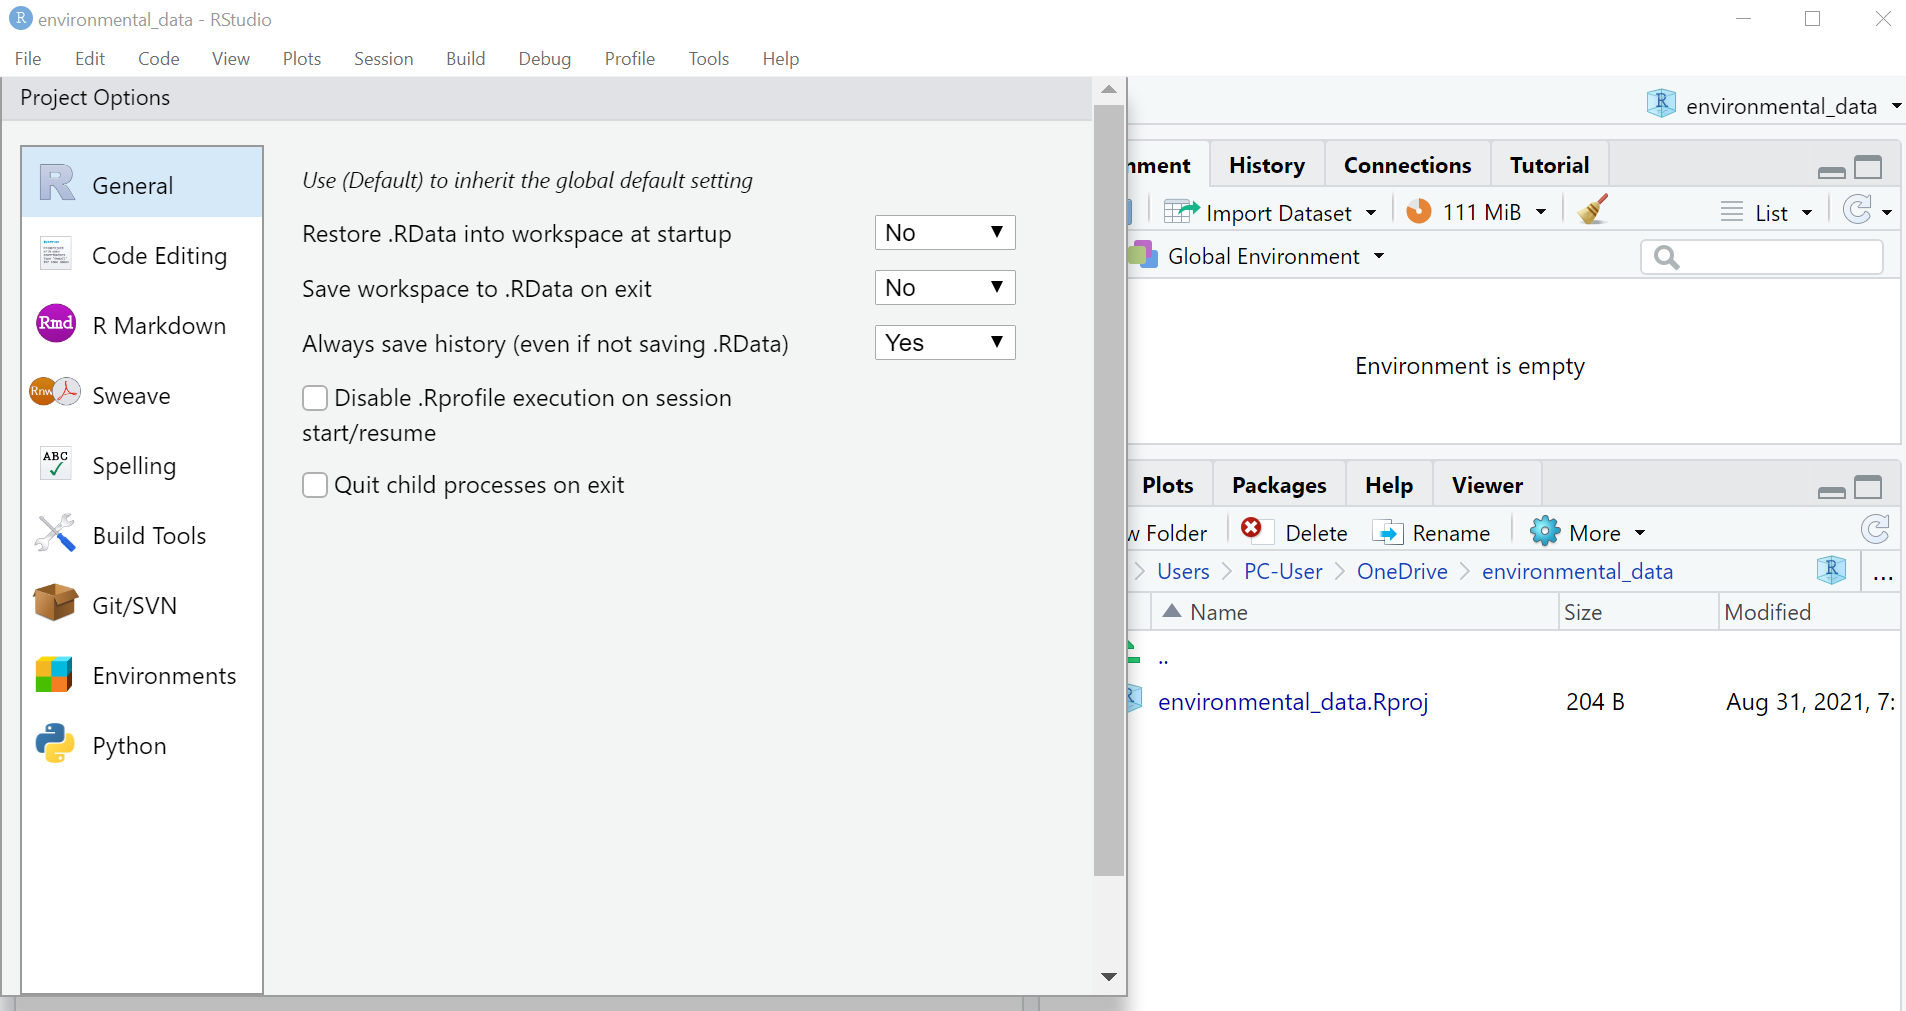 R environmental_data - RStudio
File Edit Code View Plots Session Build Debug Profile Tools Help
Project Options
General
Code Editing
Rmd R Markdown
Rnw Sweave
ABC Spelling
Build Tools
Git/SVN
Environments
Python
Use (Default) to inherit the global default setting
Restore .RData into workspace at startup No
Save workspace to .RData on exit No
Always save history (even if not saving .RData) Yes
Disable .Rprofile execution on session
start/resume
Quit child processes on exit
R environmental_data
nment History Connections Tutorial
Import Dataset 111 MiB List
Global Environment
Environment is empty
Plots Packages Help Viewer
w Folder Delete Rename More
Users PC-User OneDrive environmental_data R ...
Name Size Modified
..
environmental_data.Rproj 204 B Aug 31, 2021, 7: